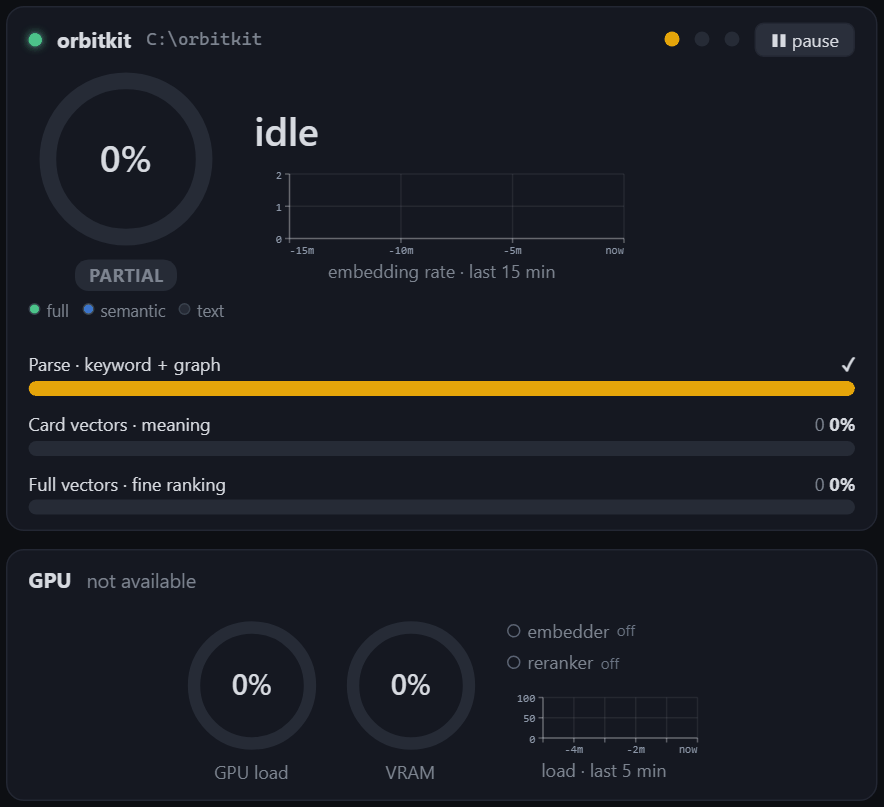 orbitkit C:\orbitkit pause
0%
idle
2
1
0
-15m -10m -5m now
embedding rate · last 15 min
PARTIAL
full semantic text
Parse · keyword + graph ✓
Card vectors · meaning 0 0%
Full vectors · fine ranking 0 0%
GPU not available
0%
GPU load
0%
VRAM
embedder off
reranker off
100
50
0
-4m -2m now
load · last 5 min